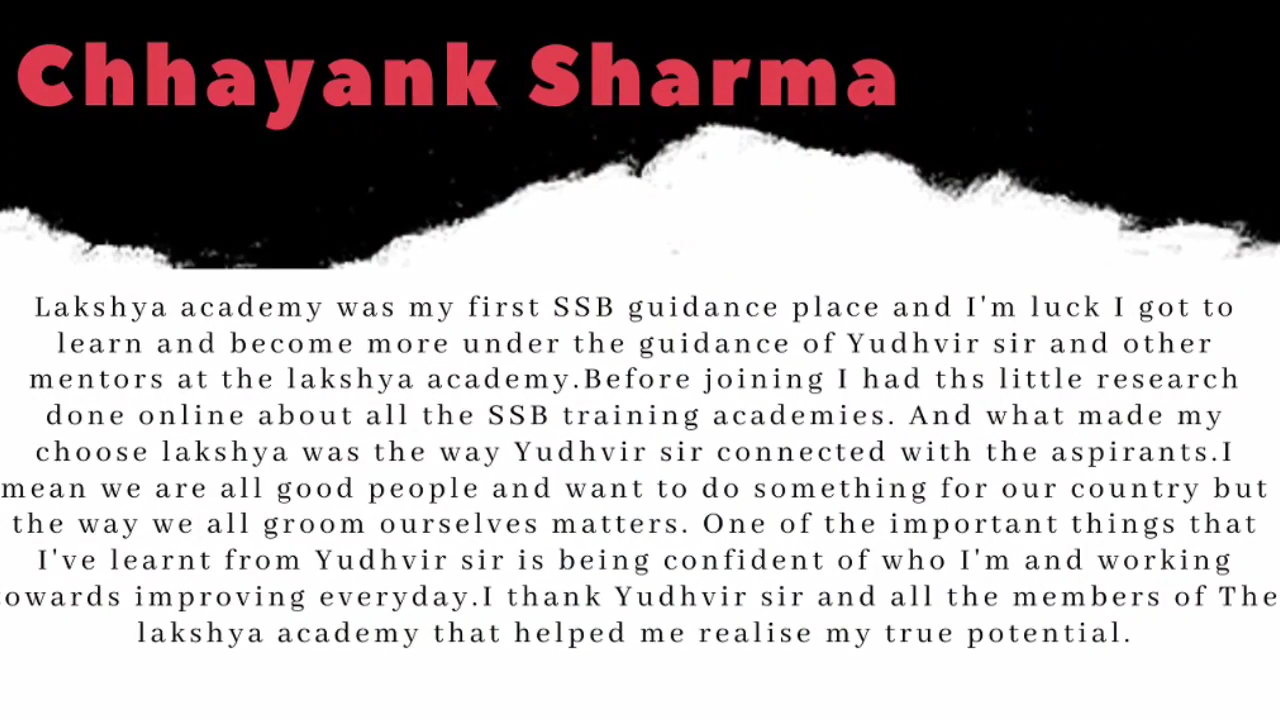 Chhayank Sharma
Lakshya academy was my first SSB guidance place and I'm luck I got to
learn and become more under the guidance of Yudhvir sir and other
mentors at the lakshya academy.Before joining I had ths little research
done online about all the SSB training academies. And what made my
choose lakshya was the way Yudhvir sir connected with the aspirants.I
mean we are all good people and want to do something for our country but
the way we all groom ourselves matters. One of the important things that
I've learnt from Yudhvir sir is being confident of who I'm and working
towards improving everyday.I thank Yudhvir sir and all the members of The
lakshya academy that helped me realise my true potential.